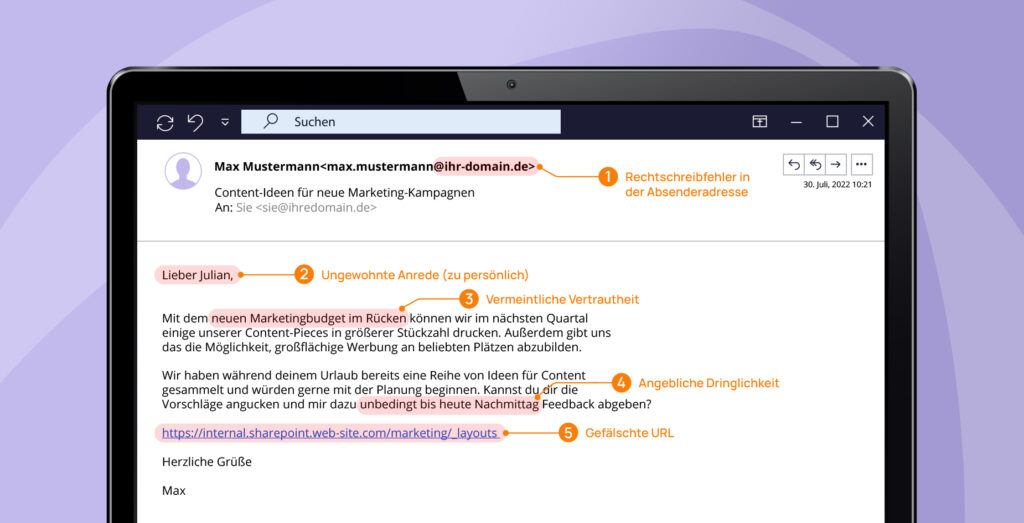 Suchen
Max Mustermann<max.mustermann@ihr-domain.de>
1 Rechtschreibfehler in
der Absenderadresse
30. Juli, 2022 10:21
Content-Ideen für neue Marketing-Kampagnen
An: Sie <sie@ihredomain.de>
Lieber Julian,
2 Ungewohnte Anrede (zu persönlich)
3 Vermeintliche Vertrautheit
Mit dem neuen Marketingbudget im Rücken können wir im nächsten Quartal
einige unserer Content-Pieces in größerer Stückzahl drucken. Außerdem gibt uns
das die Möglichkeit, großflächige Werbung an beliebten Plätzen abzubilden.
Wir haben während deinem Urlaub bereits eine Reihe von Ideen für Content
gesammelt und würden gerne mit der Planung beginnen. Kannst du dir die
4 Angebliche Dringlichkeit
Vorschläge angucken und mir dazu unbedingt bis heute Nachmittag Feedback abgeben?
https://internal.sharepoint.web-site.com/marketing/_layouts
5 Gefälschte URL
Herzliche Grüße
Max